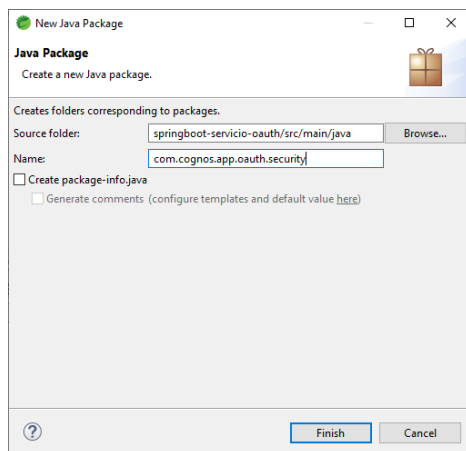 New Java Package
Java Package
Create a new Java package.
Creates folders corresponding to packages.
Source folder: springboot-servicio-oauth/src/main/java Browse...
Name: com.cognos.app.oauth.security
Create package-info.java
Generate comments (configure templates and default value here)
? Finish Cancel